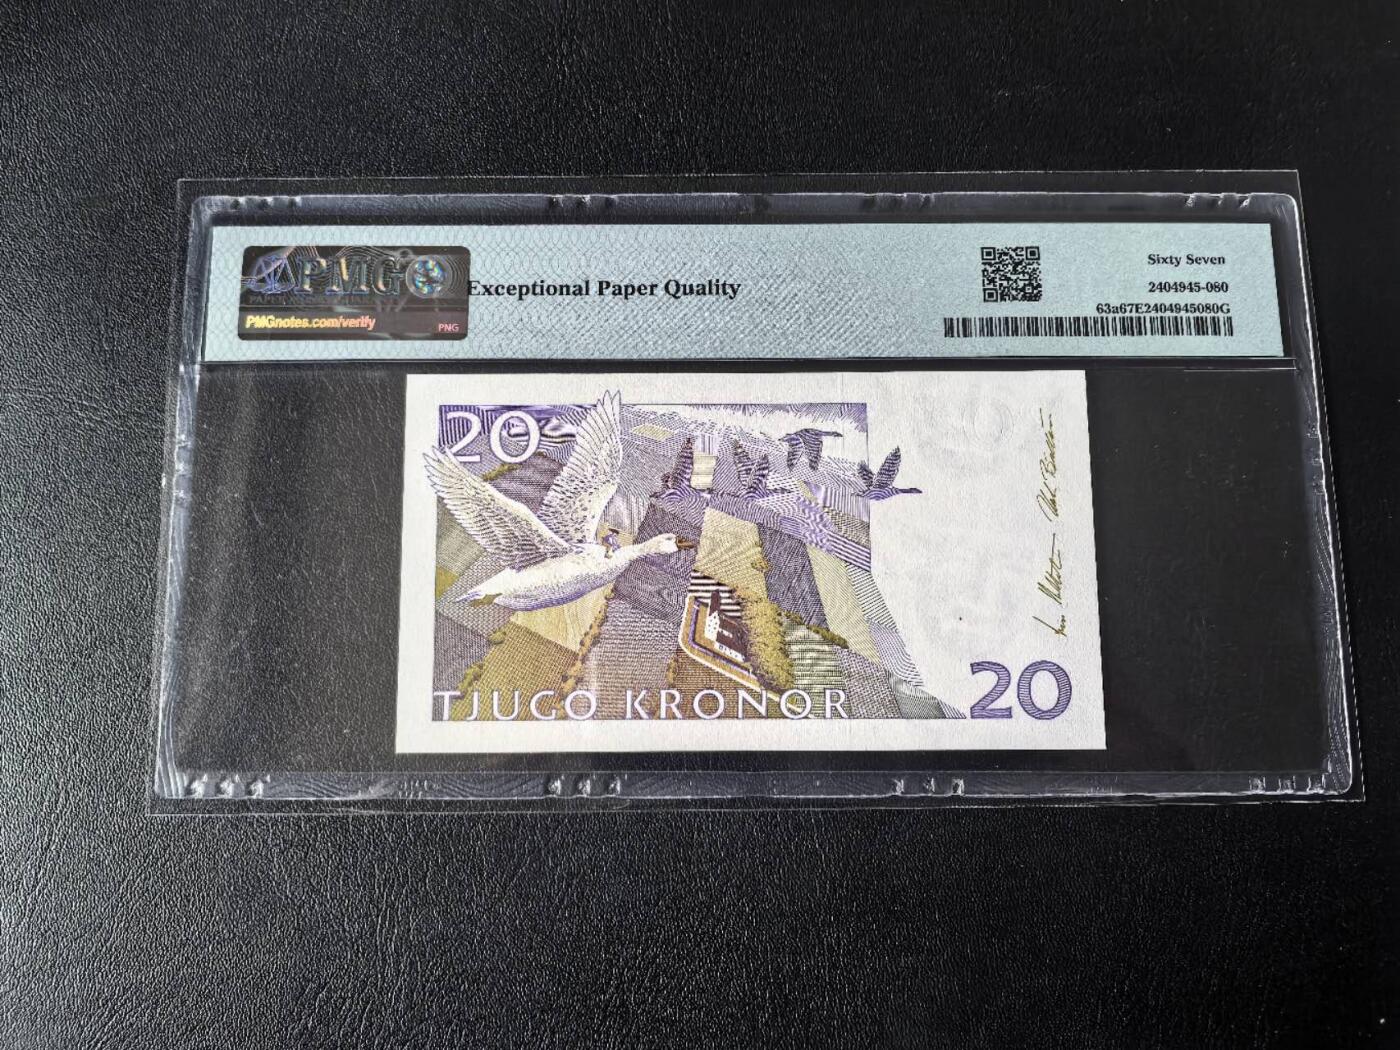 PMG
PMGnotes.com/verify
PNG
Exceptional Paper Quality
Sixty Seven
2404945-080
63a67E2404945080G
20
TJUGO KRONOR
20